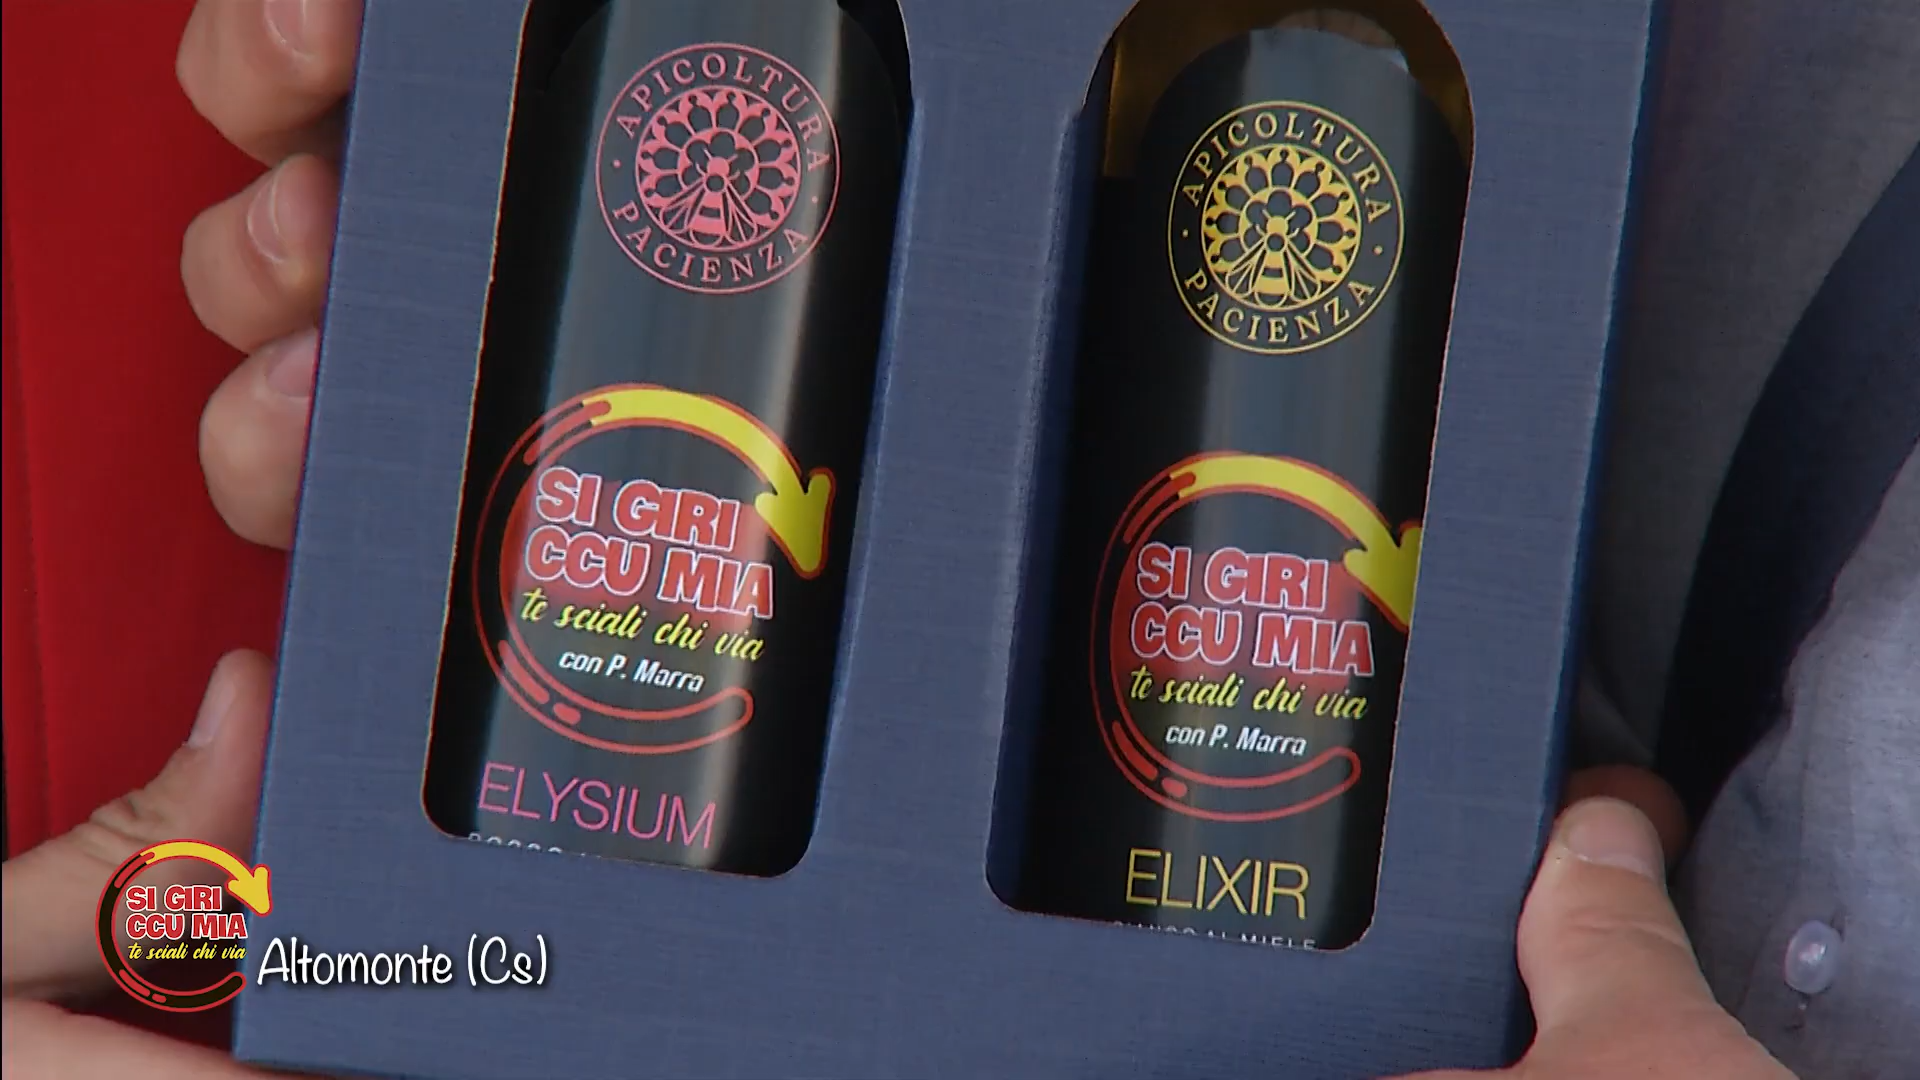 APICOLTURA
PACIENZA
SI GIRI
CCU MIA
te sciali chi via
con P. Marra
ELYSIUM
APICOLTURA
PACIENZA
SI GIRI
CCU MIA
te sciali chi via
con P. Marra
ELIXIR
SI GIRI
CCU MIA
te sciali chi via
Altomonte (Cs)